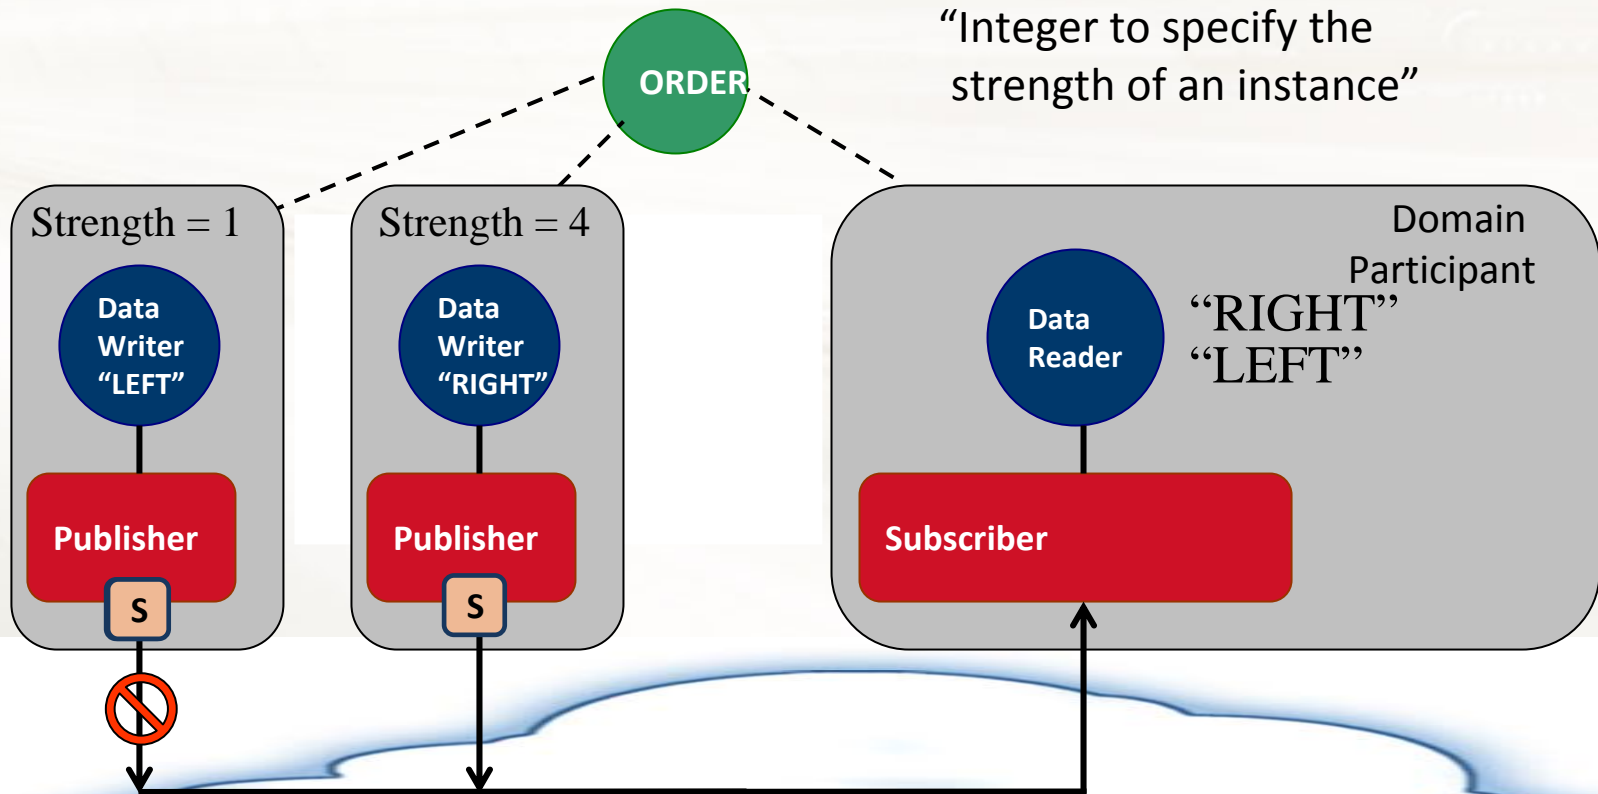 “Integer to specify the
strength of an instance”
ORDER
Strength = 1
Data
Writer
“LEFT”
Publisher
S
Strength = 4
Data
Writer
“RIGHT”
Publisher
S
Domain
Participant
Data
Reader
“RIGHT”
“LEFT”
Subscriber